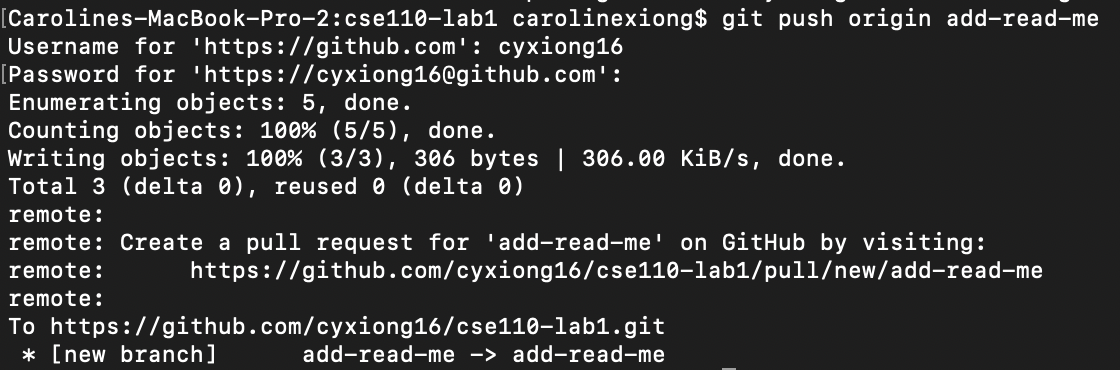 [Carolines-MacBook-Pro-2:cse110-lab1 carolinexiong$ git push origin add-read-me
Username for 'https://github.com': cyxiong16
[Password for 'https://cyxiong16@github.com':
Enumerating objects: 5, done.
Counting objects: 100% (5/5), done.
Writing objects: 100% (3/3), 306 bytes | 306.00 KiB/s, done.
Total 3 (delta 0), reused 0 (delta 0)
remote:
remote: Create a pull request for 'add-read-me' on GitHub by visiting:
remote:      https://github.com/cyxiong16/cse110-lab1/pull/new/add-read-me
remote:
To https://github.com/cyxiong16/cse110-lab1.git
 * [new branch]      add-read-me -> add-read-me